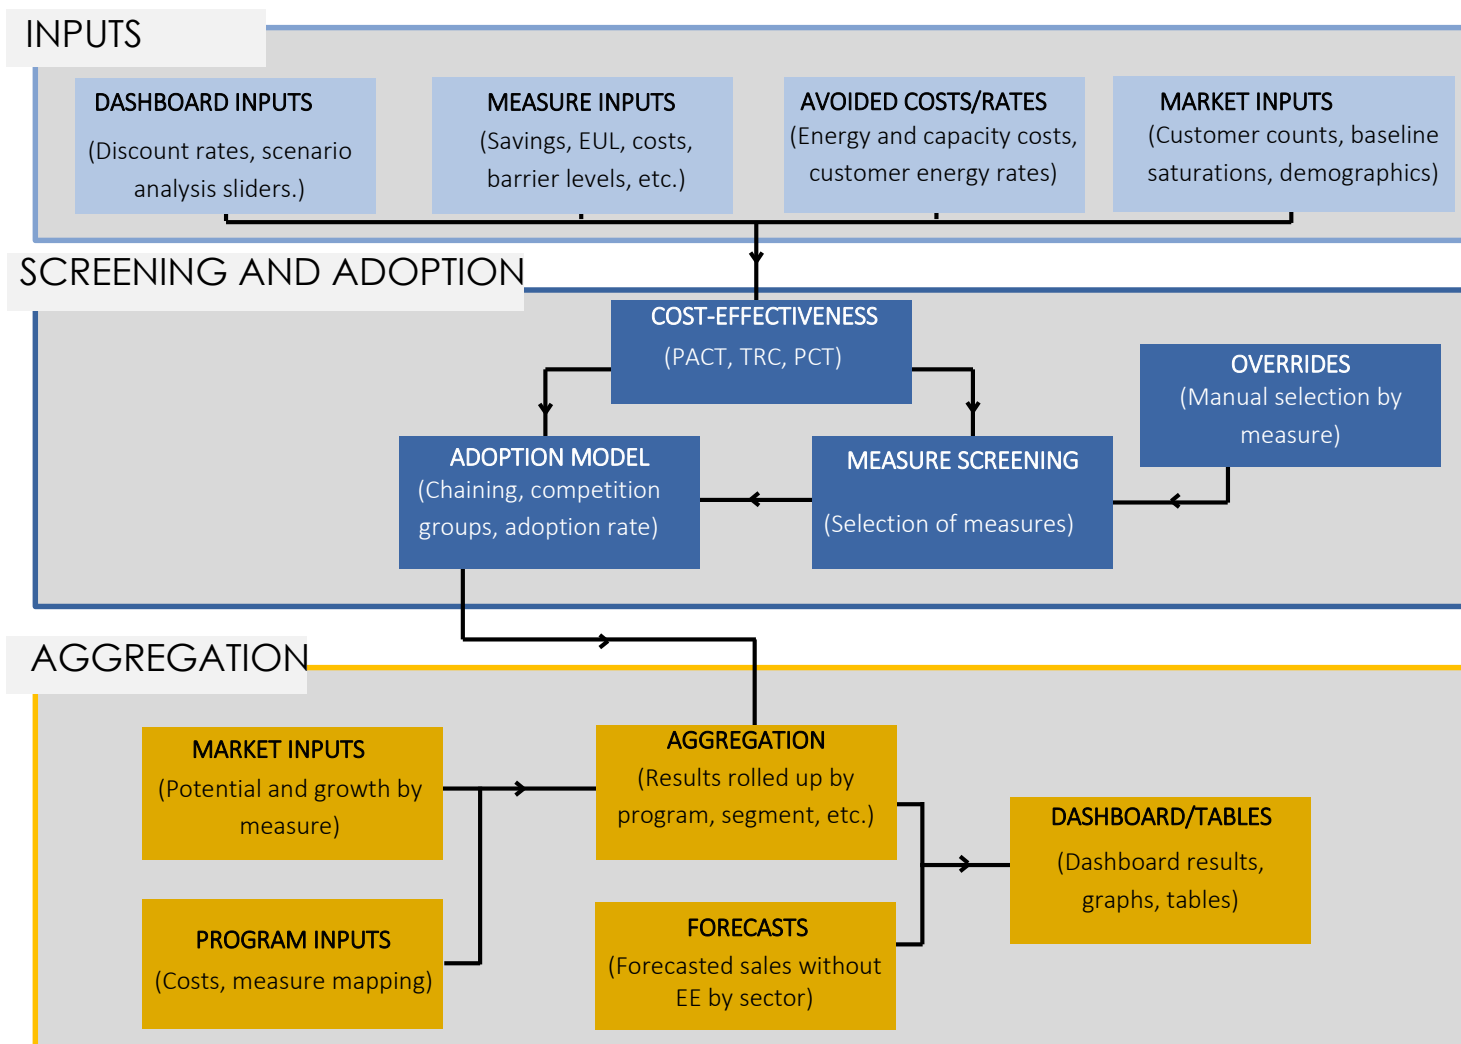 INPUTS
DASHBOARD INPUTS
(Discount rates, scenario
analysis sliders.)
MEASURE INPUTS
(Savings, EUL, costs,
barrier levels, etc.)
AVOIDED COSTS/RATES
(Energy and capacity costs,
customer energy rates)
MARKET INPUTS
(Customer counts, baseline
saturations, demographics)
SCREENING AND ADOPTION
COST-EFFECTIVENESS
(PACT, TRC, PCT)
OVERRIDES
(Manual selection by
measure)
ADOPTION MODEL
(Chaining, competition
groups, adoption rate)
MEASURE SCREENING
(Selection of measures)
AGGREGATION
MARKET INPUTS
(Potential and growth by
measure)
AGGREGATION
(Results rolled up by
program, segment, etc.)
DASHBOARD/TABLES
(Dashboard results,
graphs, tables)
PROGRAM INPUTS
(Costs, measure mapping)
FORECASTS
(Forecasted sales without
EE by sector)